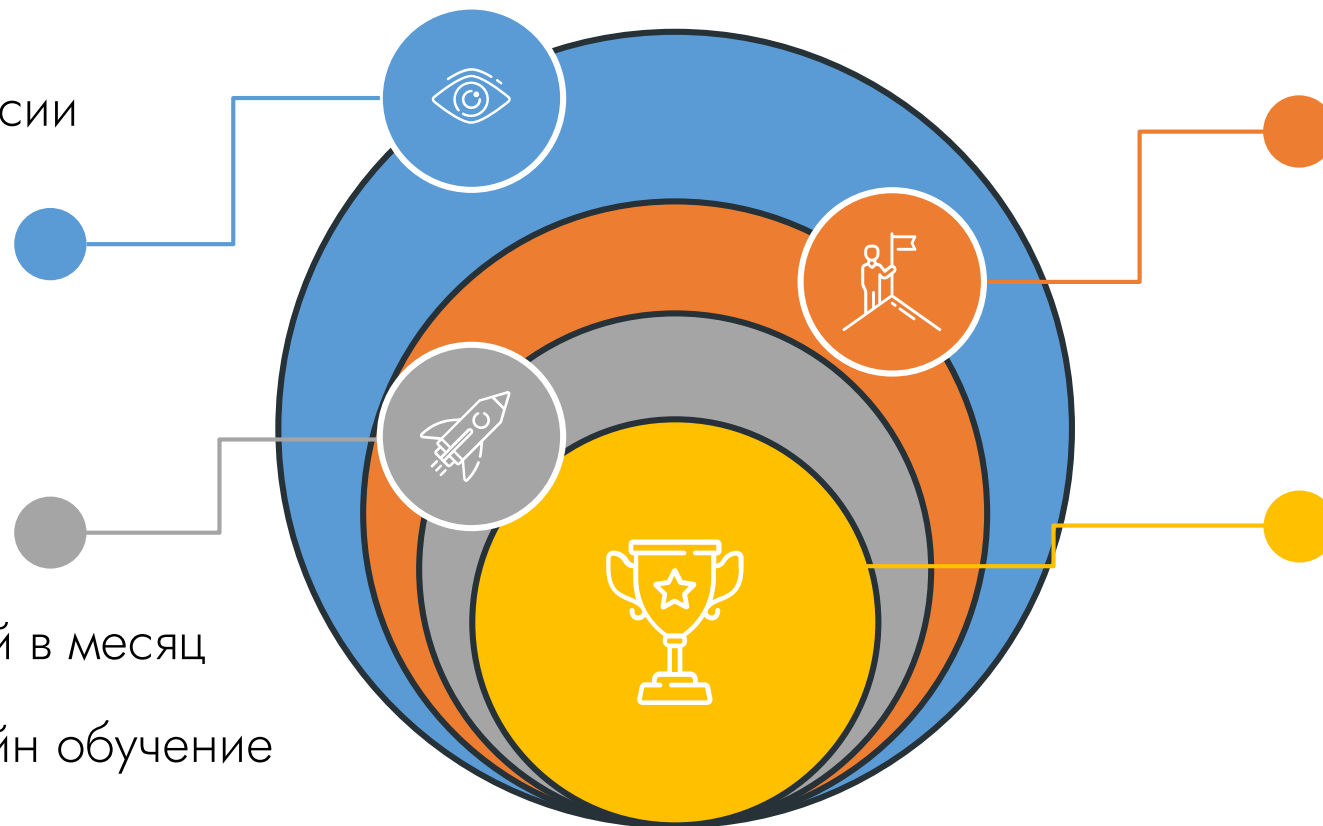 сии
й в месяц
йн обучение